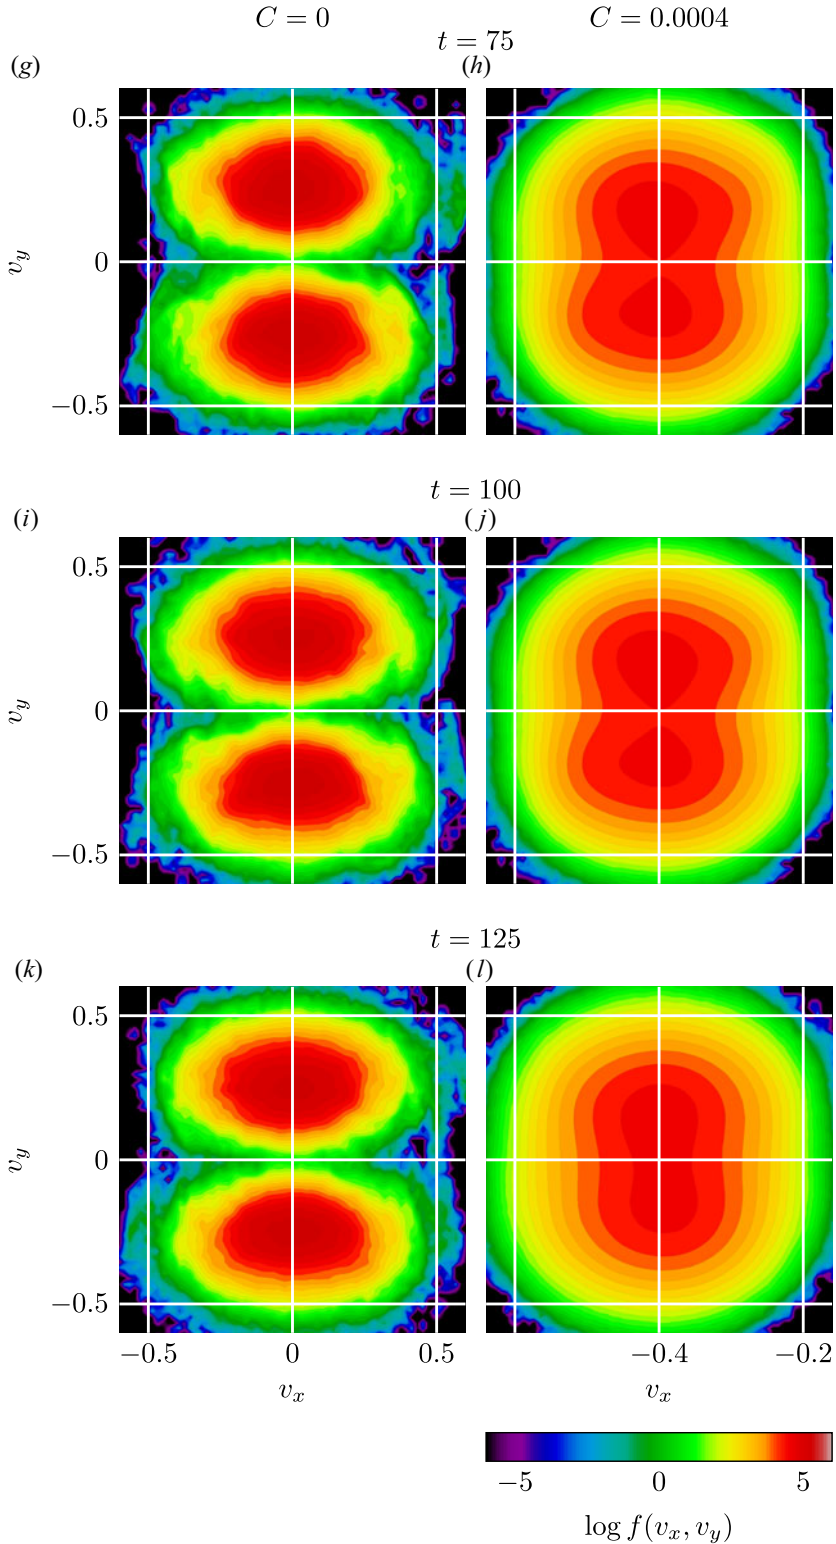 C = 0 C = 0.0004
t = 75
(g) (h)
0.5
v_y 0
−0.5
t = 100
(i) (j)
0.5
v_y 0
−0.5
t = 125
(k) (l)
0.5
v_y 0
−0.5
−0.5 0 0.5 −0.4 −0.2
v_x v_x
−5 0 5
log f(v_x, v_y)